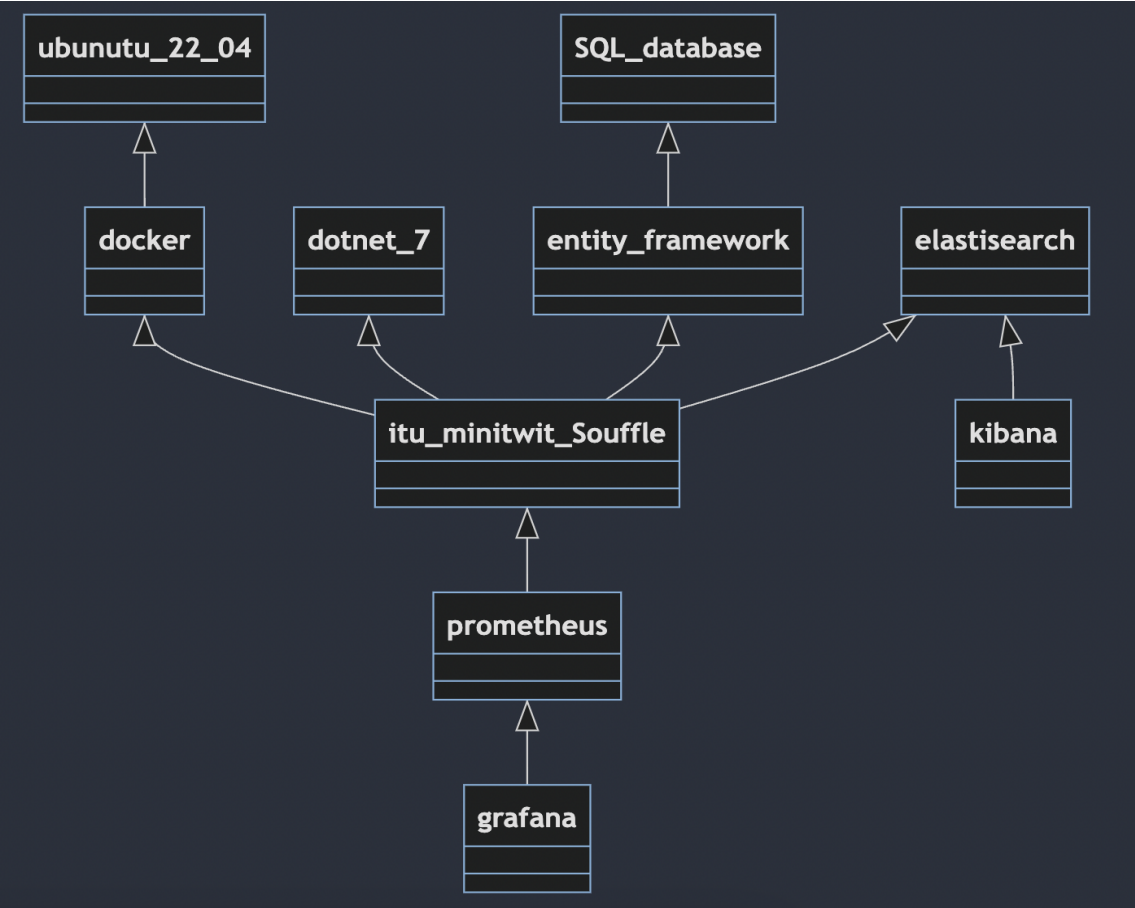 ubunutu_22_04
SQL_database
docker
dotnet_7
entity_framework
elastisearch
itu_minitwit_Souffle
kibana
prometheus
grafana